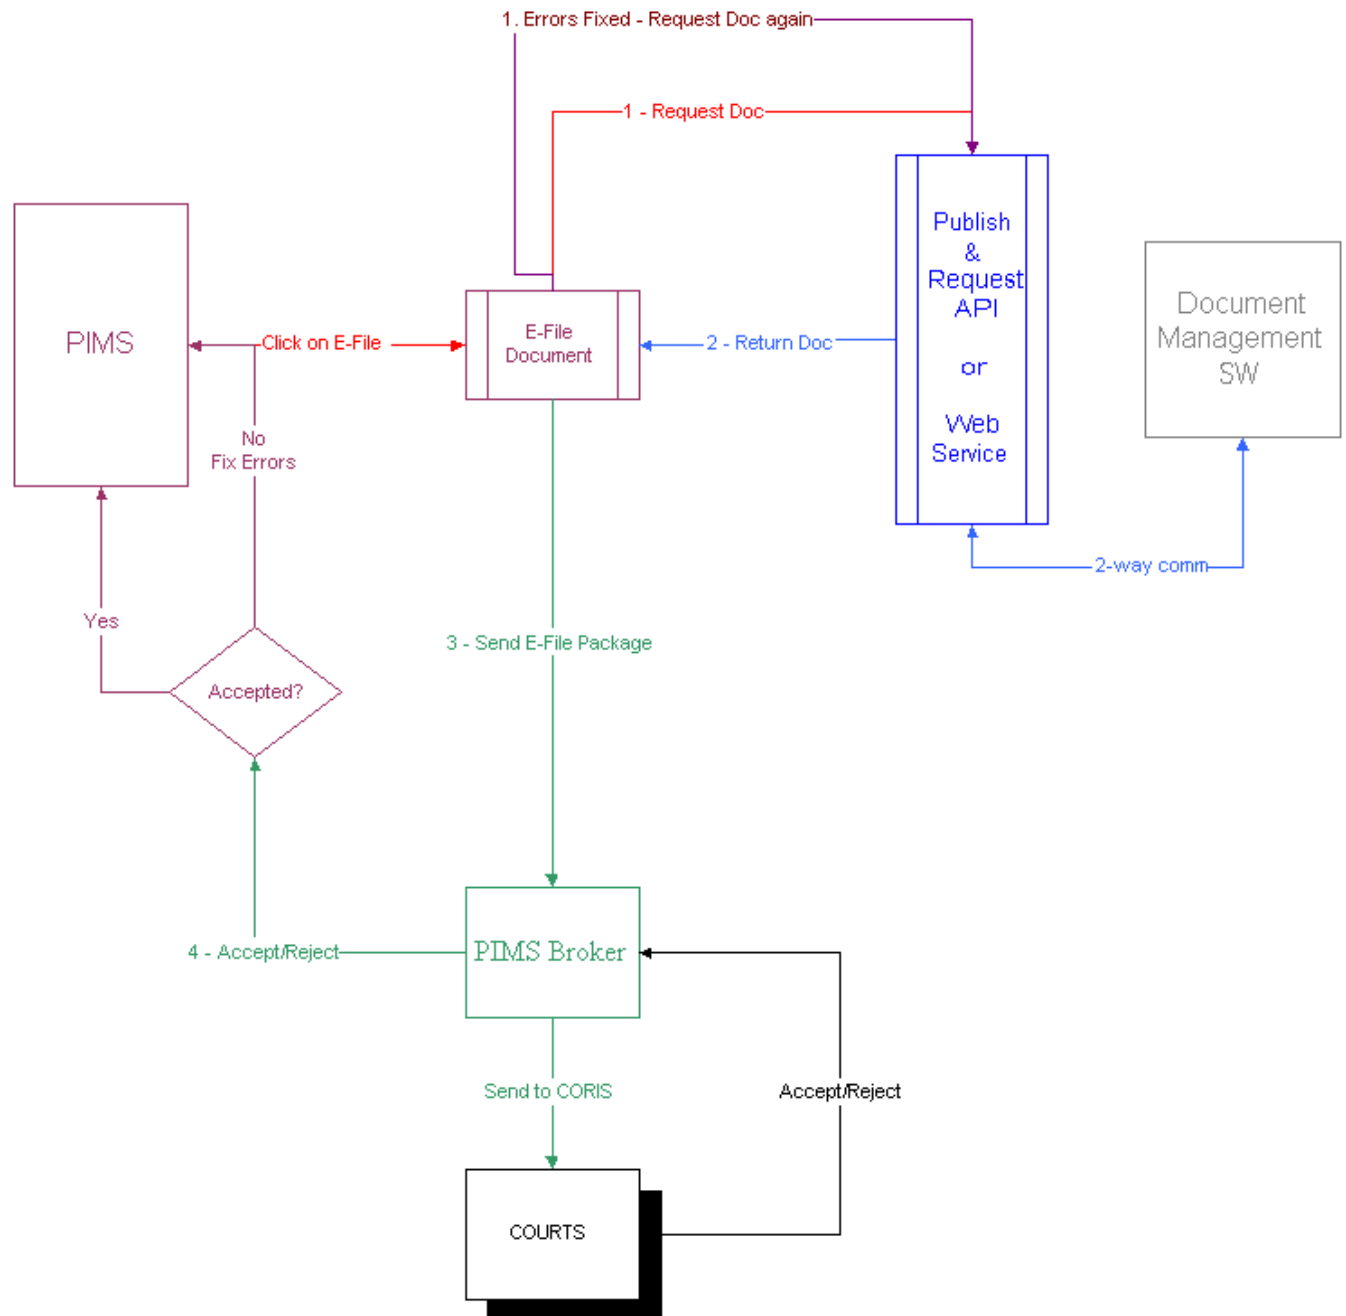 1. Errors Fixed - Request Doc again
1 - Request Doc
Publish
&
Request
API
or
Web
Service
Document
Management
SW
PIMS
Click on E-File
E-File
Document
2 - Return Doc
No
Fix Errors
2-way comm
Yes
3 - Send E-File Package
Accepted?
4 - Accept/Reject
PIMS Broker
Send to CORIS
Accept/Reject
COURTS